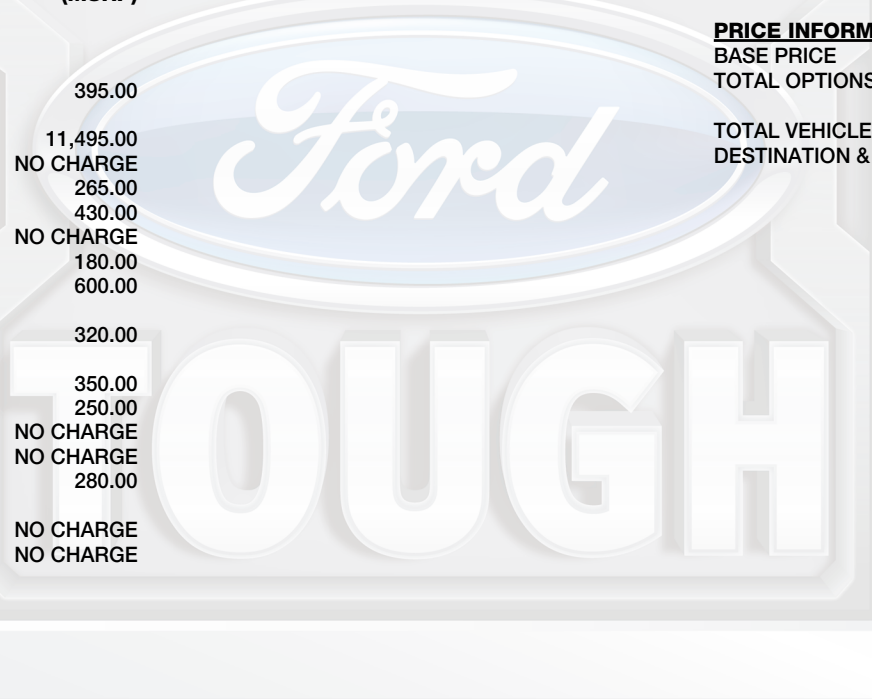 395.00
11,495.00
NO CHARGE
265.00
430.00
NO CHARGE
180.00
600.00
320.00
350.00
250.00
NO CHARGE
NO CHARGE
280.00
NO CHARGE
NO CHARGE
PRICE INFORM
BASE PRICE
TOTAL OPTIONS
TOTAL VEHICLE
DESTINATION &
Ford
TOUGH